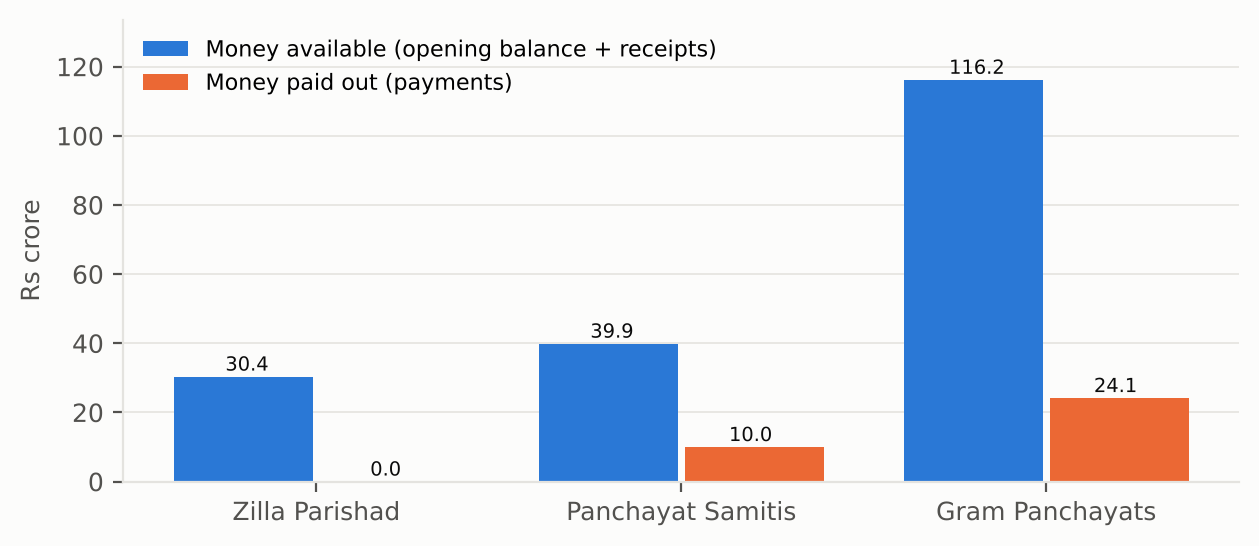 Money available (opening balance + receipts)
Money paid out (payments)
Rs crore
120
100
80
60
40
20
0
30.4
0.0
39.9
10.0
116.2
24.1
Zilla Parishad
Panchayat Samitis
Gram Panchayats